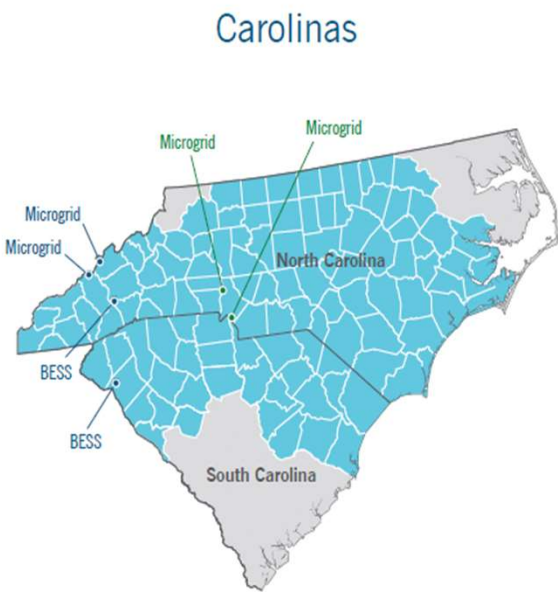 Carolinas
Microgrid
Microgrid
Microgrid
Microgrid
North Carolina
BESS
BESS
South Carolina